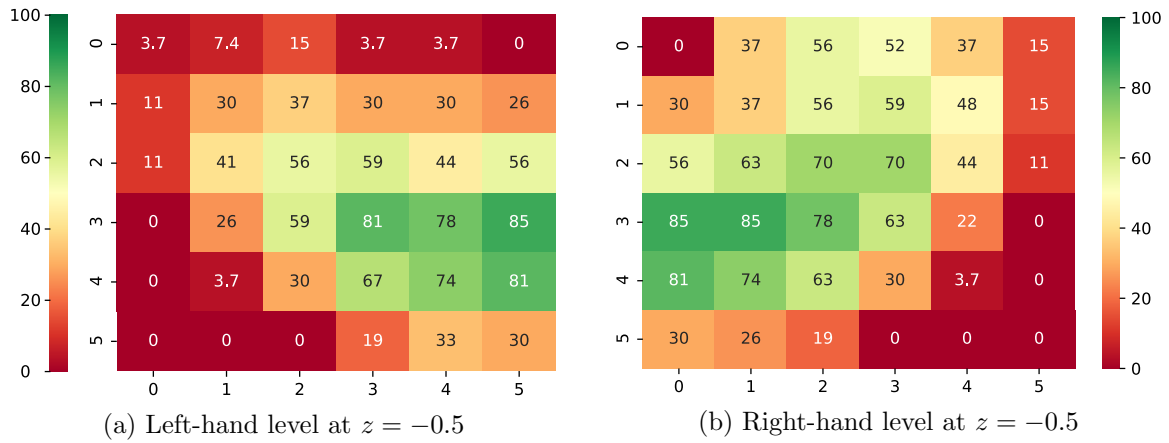 100
80
60
40
20
0
0 1 2 3 4 5
3.7 7.4 15 3.7 3.7 0
11 30 37 30 30 26
11 41 56 59 44 56
0 26 59 81 78 85
0 3.7 30 67 74 81
0 0 0 19 33 30
0 1 2 3 4 5
(a) Left-hand level at z = −0.5
0 1 2 3 4 5
0 37 56 52 37 15
30 37 56 59 48 15
56 63 70 70 44 11
85 85 78 63 22 0
81 74 63 30 3.7 0
30 26 19 0 0 0
0 1 2 3 4 5
100
80
60
40
20
0
(b) Right-hand level at z = −0.5